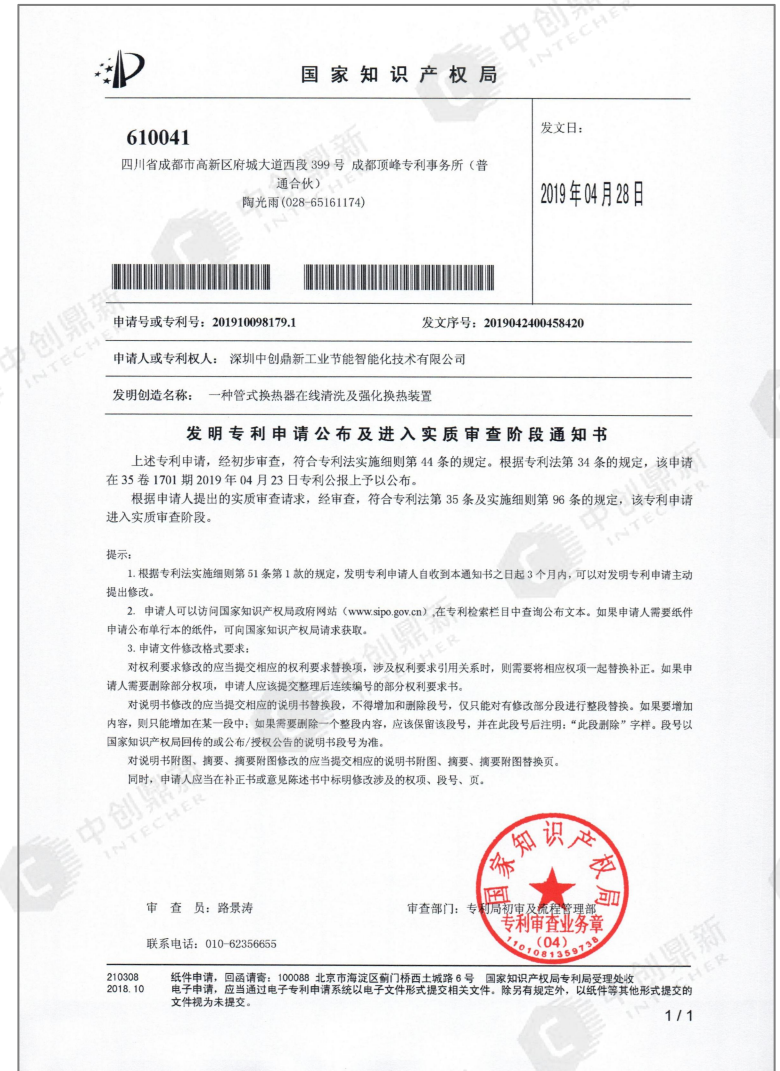 国家知识产权局
610041
四川省成都市高新区府城大道西段 399 号 成都顶峰专利事务所（普
通合伙）
陶光雨(028-65161174)
发文日：
2019 年 04 月 28 日
申请号或专利号：201910098179.1
发文序号：2019042400458420
申请人或专利权人： 深圳中创鼎新工业节能智能化技术有限公司
发明创造名称： 一种管式换热器在线清洗及强化换热装置
发明专利申请公布及进入实质审查阶段通知书
上述专利申请，经初步审查，符合专利法实施细则第 44 条的规定。根据专利法第 34 条的规定，该申请
在 35 卷 1701 期 2019 年 04 月 23 日专利公报上予以公布。
根据申请人提出的实质审查请求，经审查，符合专利法第 35 条及实施细则第 96 条的规定，该专利申请
进入实质审查阶段。
提示：
1.根据专利法实施细则第 51 条第 1 款的规定，发明专利申请人自收到本通知书之日起 3 个月内，可以对发明专利申请主动
提出修改。
2. 申请人可以访问国家知识产权局政府网站（www.sipo.gov.cn），在专利检索栏目中查询公布文本。如果申请人需要纸件
申请公布单行本的纸件，可向国家知识产权局请求获取。
3.申请文件修改格式要求：
对权利要求修改的应当提交相应的权利要求替换项，涉及权利要求引用关系时，则需要将相应权项一起替换补正。如果申
请人需要删除部分权项，申请人应该提交整理后连续编号的部分权利要求书。
对说明书修改的应当提交相应的说明书替换段，不得增加和删除段号，仅只能对有修改部分段进行整段替换。如果要增加
内容，则只能增加在某一段中；如果需要删除一个整段内容，应该保留该段号，并在此段号后注明：“此段删除”字样。段号以
国家知识产权局回传的或公布/授权公告的说明书段号为准。
对说明书附图、摘要、摘要附图修改的应当提交相应的说明书附图、摘要、摘要附图替换页。
同时，申请人应当在补正书或意见陈述书中标明修改涉及的权项、段号、页。
国家知识产权局
专利审查业务章
(04)
1101081359738
审 查 员：路景涛
审查部门：专利局初审及流程管理部
联系电话：010-62356655
210308 纸件申请，回函请寄：100088 北京市海淀区蓟门桥西土城路 6 号 国家知识产权局专利局受理处收
2018.10 电子申请，应当通过电子专利申请系统以电子文件形式提交相关文件。除另有规定外，以纸件等其他形式提交的
文件视为未提交。
1 / 1
中创鼎新
INTECHER